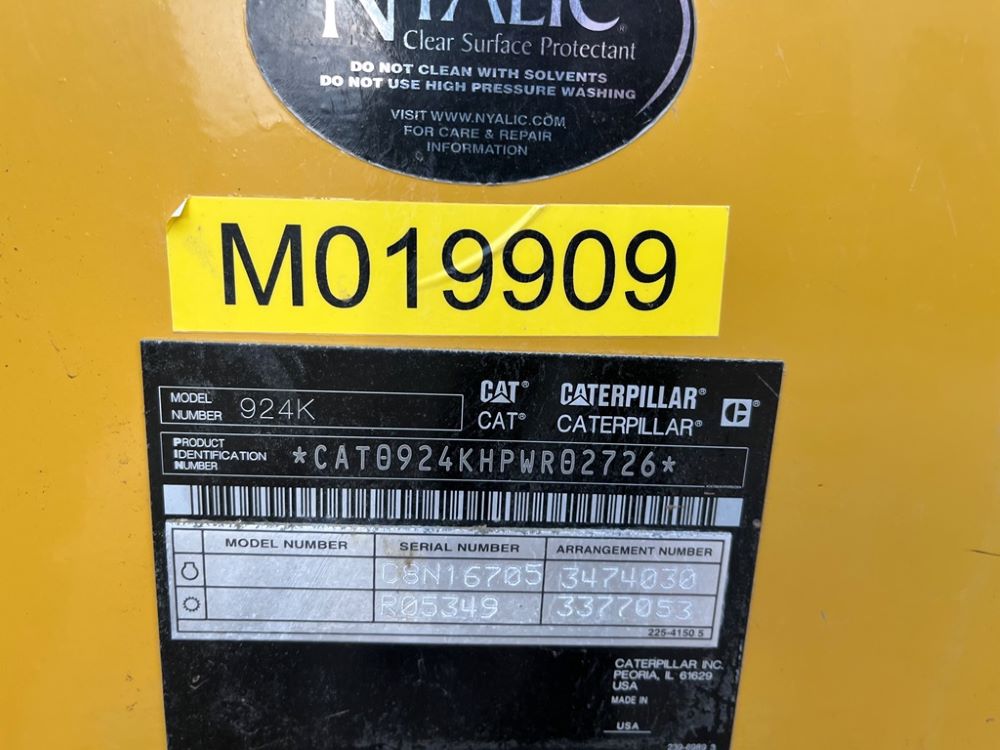 NYALIC®
Clear Surface Protectant
DO NOT CLEAN WITH SOLVENTS
DO NOT USE HIGH PRESSURE WASHING
VISIT WWW.NYALIC.COM
FOR CARE & REPAIR
INFORMATION
M019909
MODEL NUMBER 924K
CAT® CATERPILLAR®
CAT® CATERPILLAR®
PRODUCT IDENTIFICATION NUMBER *CAT0924KHPWR02726*
MODEL NUMBER SERIAL NUMBER ARRANGEMENT NUMBER
C8N16705 3474030
R05349 3377053
225-4150 5
CATERPILLAR INC.
PEORIA, IL 61629
USA
MADE IN
USA